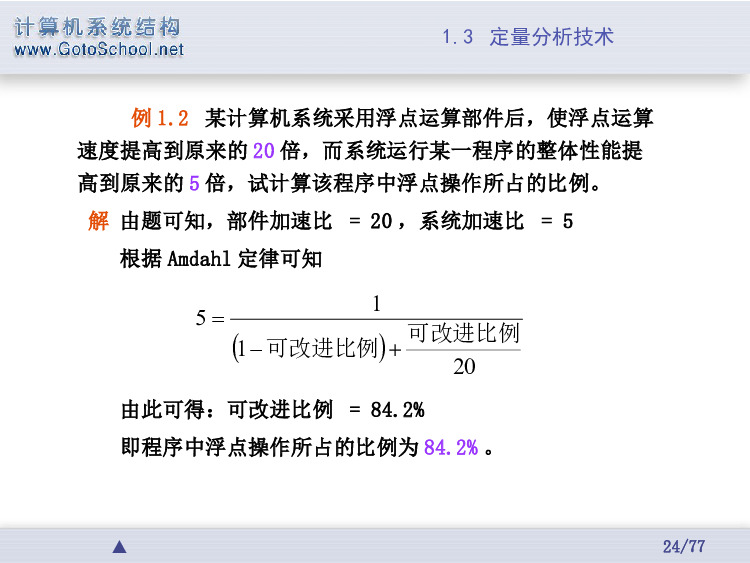 计算机系统结构
www.GotoSchool.net
1.3 定量分析技术
例 1.2 某计算机系统采用浮点运算部件后，使浮点运算
速度提高到原来的 20 倍，而系统运行某一程序的整体性能提
高到原来的 5 倍，试计算该程序中浮点操作所占的比例。
解 由题可知，部件加速比 = 20 ，系统加速比 = 5
根据 Amdahl 定律可知
1
5 =
(1 − 可改进比例) + 可改进比例
20
由此可得：可改进比例 = 84.2%
即程序中浮点操作所占的比例为 84.2% 。
▲ 24/77